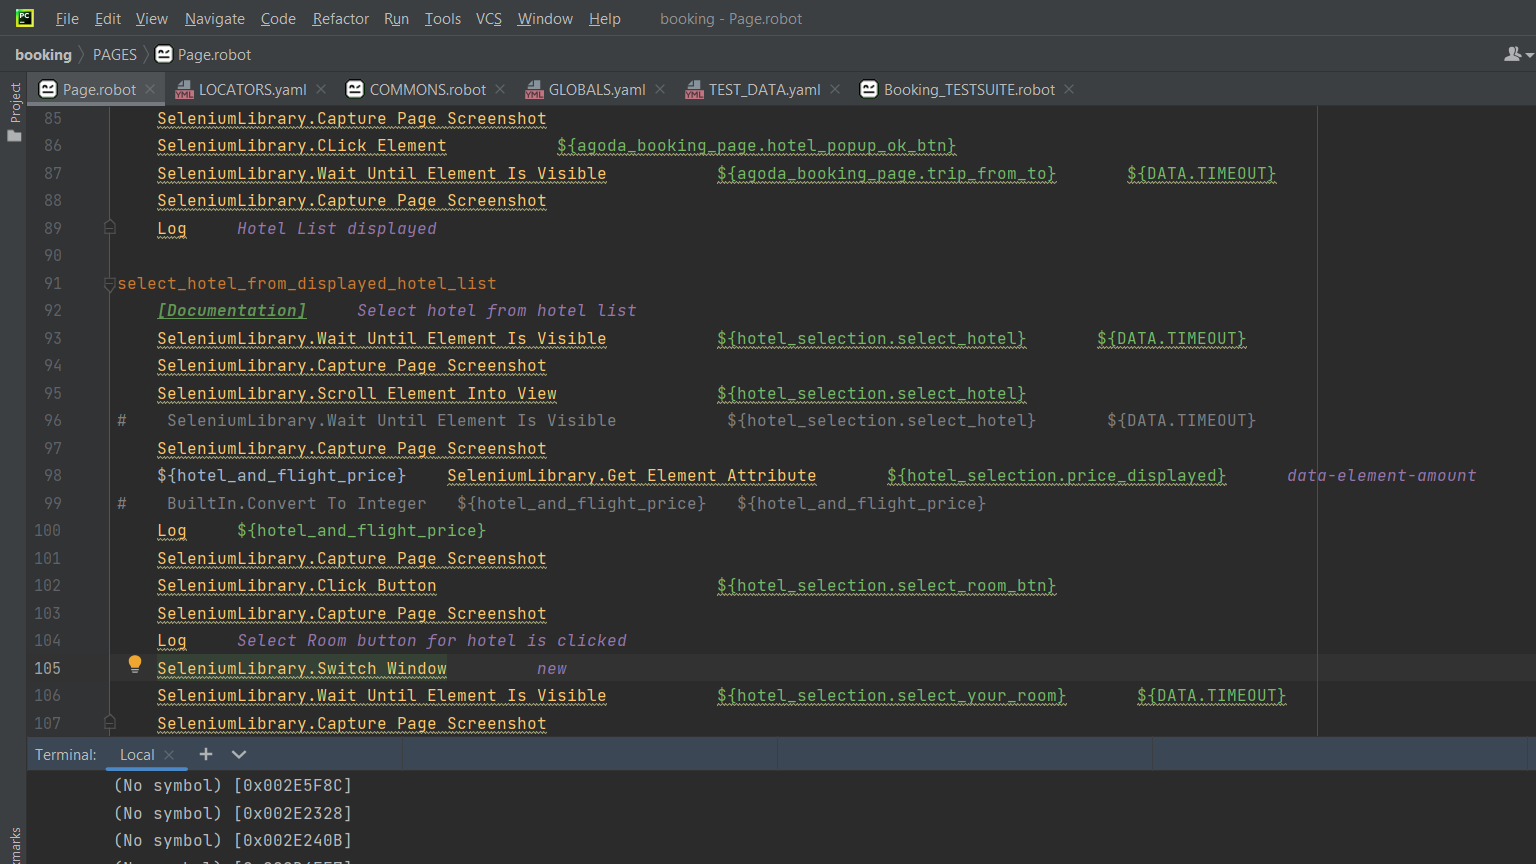 PC File Edit View Navigate Code Refactor Run Tools VCS Window Help booking - Page.robot
booking PAGES Page.robot
Project
Page.robot YML LOCATORS.yaml COMMONS.robot YML GLOBALS.yaml YML TEST_DATA.yaml Booking_TESTSUITE.robot
85 SeleniumLibrary.Capture Page Screenshot
86 SeleniumLibrary.CLick Element ${agoda_booking_page.hotel_popup_ok_btn}
87 SeleniumLibrary.Wait Until Element Is Visible ${agoda_booking_page.trip_from_to} ${DATA.TIMEOUT}
88 SeleniumLibrary.Capture Page Screenshot
89 Log Hotel List displayed
90
91 select_hotel_from_displayed_hotel_list
92 [Documentation] Select hotel from hotel list
93 SeleniumLibrary.Wait Until Element Is Visible ${hotel_selection.select_hotel} ${DATA.TIMEOUT}
94 SeleniumLibrary.Capture Page Screenshot
95 SeleniumLibrary.Scroll Element Into View ${hotel_selection.select_hotel}
96 # SeleniumLibrary.Wait Until Element Is Visible ${hotel_selection.select_hotel} ${DATA.TIMEOUT}
97 SeleniumLibrary.Capture Page Screenshot
98 ${hotel_and_flight_price} SeleniumLibrary.Get Element Attribute ${hotel_selection.price_displayed} data-element-amount
99 # BuiltIn.Convert To Integer ${hotel_and_flight_price} ${hotel_and_flight_price}
100 Log ${hotel_and_flight_price}
101 SeleniumLibrary.Capture Page Screenshot
102 SeleniumLibrary.Click Button ${hotel_selection.select_room_btn}
103 SeleniumLibrary.Capture Page Screenshot
104 Log Select Room button for hotel is clicked
105 SeleniumLibrary.Switch Window new
106 SeleniumLibrary.Wait Until Element Is Visible ${hotel_selection.select_your_room} ${DATA.TIMEOUT}
107 SeleniumLibrary.Capture Page Screenshot
Terminal: Local
(No symbol) [0x002E5F8C]
(No symbol) [0x002E2328]
(No symbol) [0x002E240B]